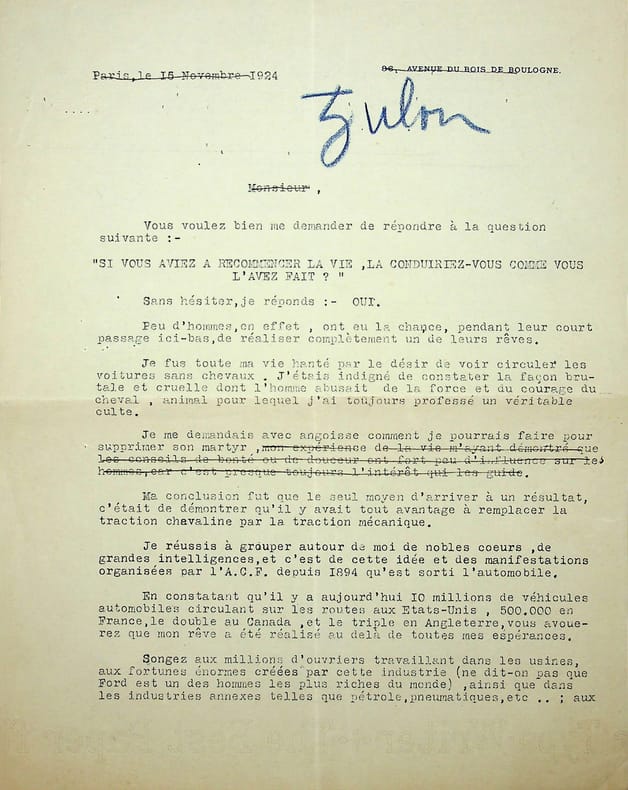 Paris,le 15 Novembre 1924
86, AVENUE DU BOIS DE BOULOGNE.
Monsieur ,
Vous voulez bien me demander de répondre à la question
suivante :-
"SI VOUS AVIEZ A RECOMMENCER LA VIE ,LA CONDUIRIEZ-VOUS COMME VOUS
L'AVEZ FAIT ? "
Sans hésiter,je réponds :- OUI.
Peu d'hommes,en effet , ont eu la chance, pendant leur court
passage ici-bas,de réaliser complètement un de leurs rêves.
Je fus toute ma vie hanté par le désir de voir circuler les
voitures sans chevaux . J'étais indigné de constater la façon bru-
tale et cruelle dont l'homme abusait de la force et du courage du
cheval , animal pour lequel j'ai toujours professé un véritable
culte.
Je me demandais avec angoisse comment je pourrais faire pour
supprimer son martyr ,mon expérience de la vie m'ayant démontré que
les conseils de bonté ou de douceur ont fort peu d'influence sur les
hommes,car c'est presque toujours l'intérêt qui les guide.
Ma conclusion fut que le seul moyen d'arriver à un résultat,
c'était de démontrer qu'il y avait tout avantage à remplacer la
traction chavaline par la traction mécanique.
Je réussis à grouper autour de moi de nobles coeurs ,de
grandes intelligences,et c'est de cette idée et des manifestations
organisées par l'A.C.F. depuis 1894 qu'est sorti l'automobile.
En constatant qu'il y a aujourd'hui 10 millions de véhicules
automobiles circulant sur les routes aux Etats-Unis , 500.000 en
France,le double au Canada ,et le triple en Angleterre,vous avoue-
rez que mon rêve a été réalisé au delà de toutes mes espérances.
Songez aux millions d'ouvriers travaillant dans les usines,
aux fortunes énormes créées par cette industrie (ne dit-on pas que
Ford est un des hommes les plus riches du monde) ,ainsi que dans
les industries annexes telles que pétrole,pneumatiques,etc .. ; aux